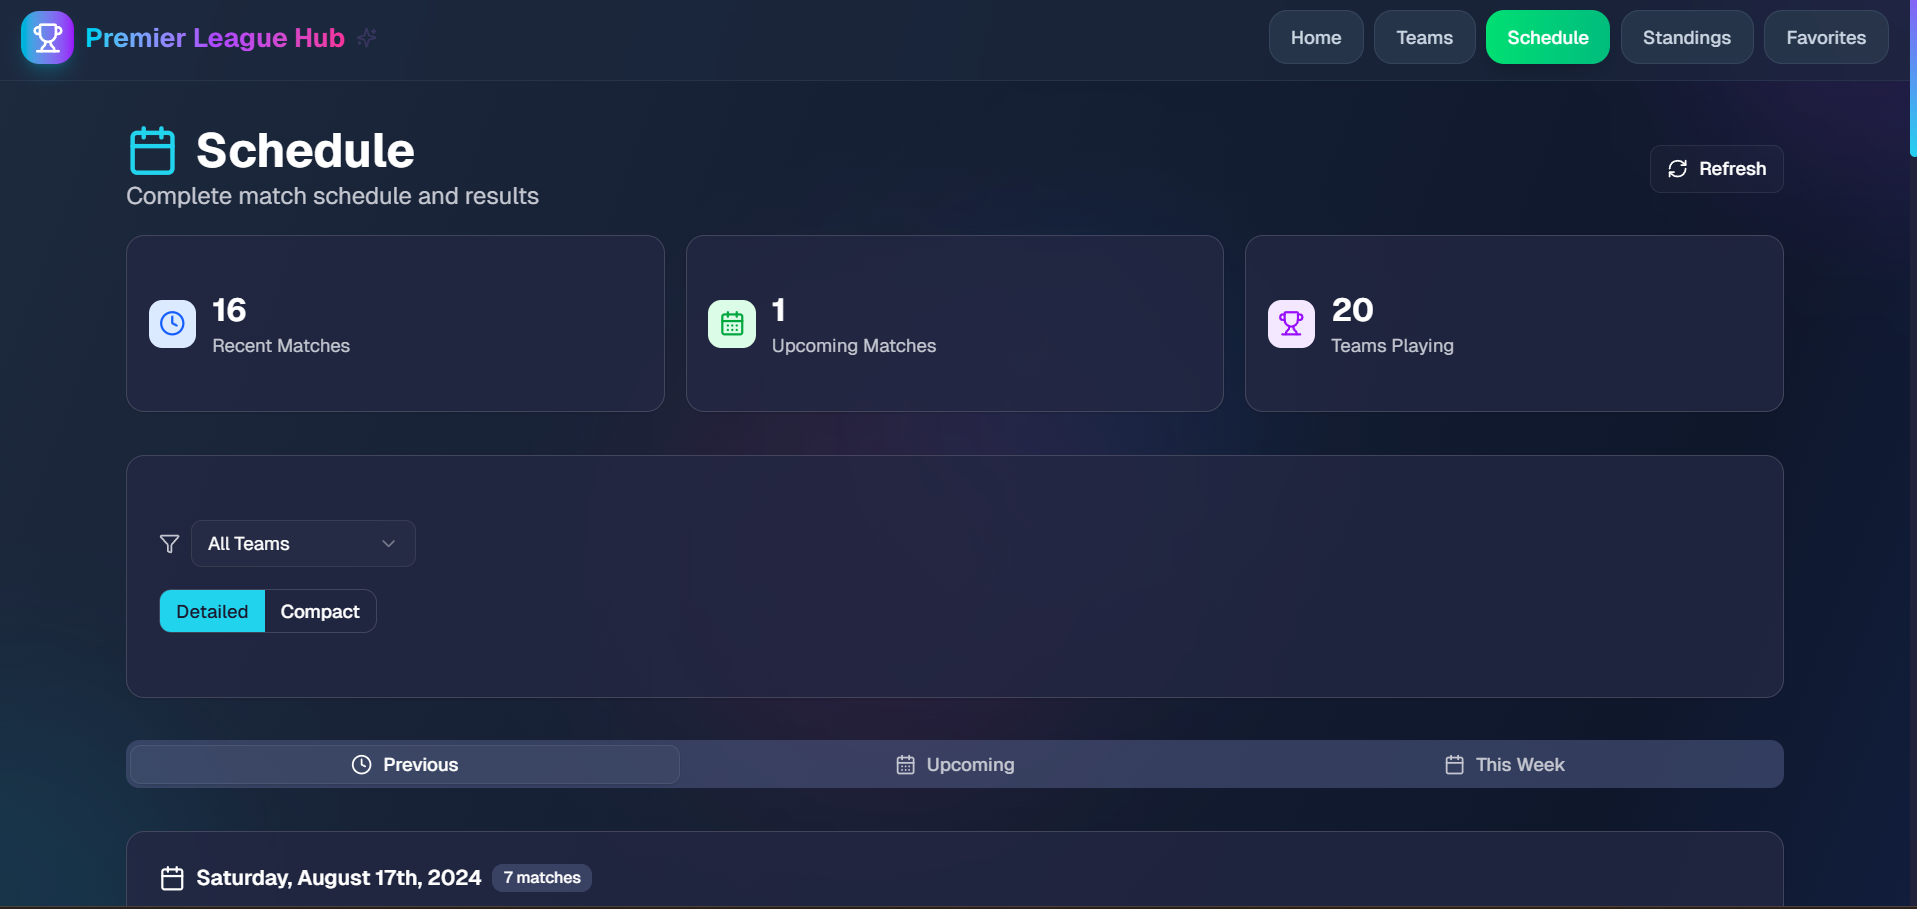 Premier League Hub
Home
Teams
Schedule
Standings
Favorites
Schedule
Complete match schedule and results
Refresh
16
Recent Matches
1
Upcoming Matches
20
Teams Playing
All Teams
Detailed
Compact
Previous
Upcoming
This Week
Saturday, August 17th, 2024
7 matches